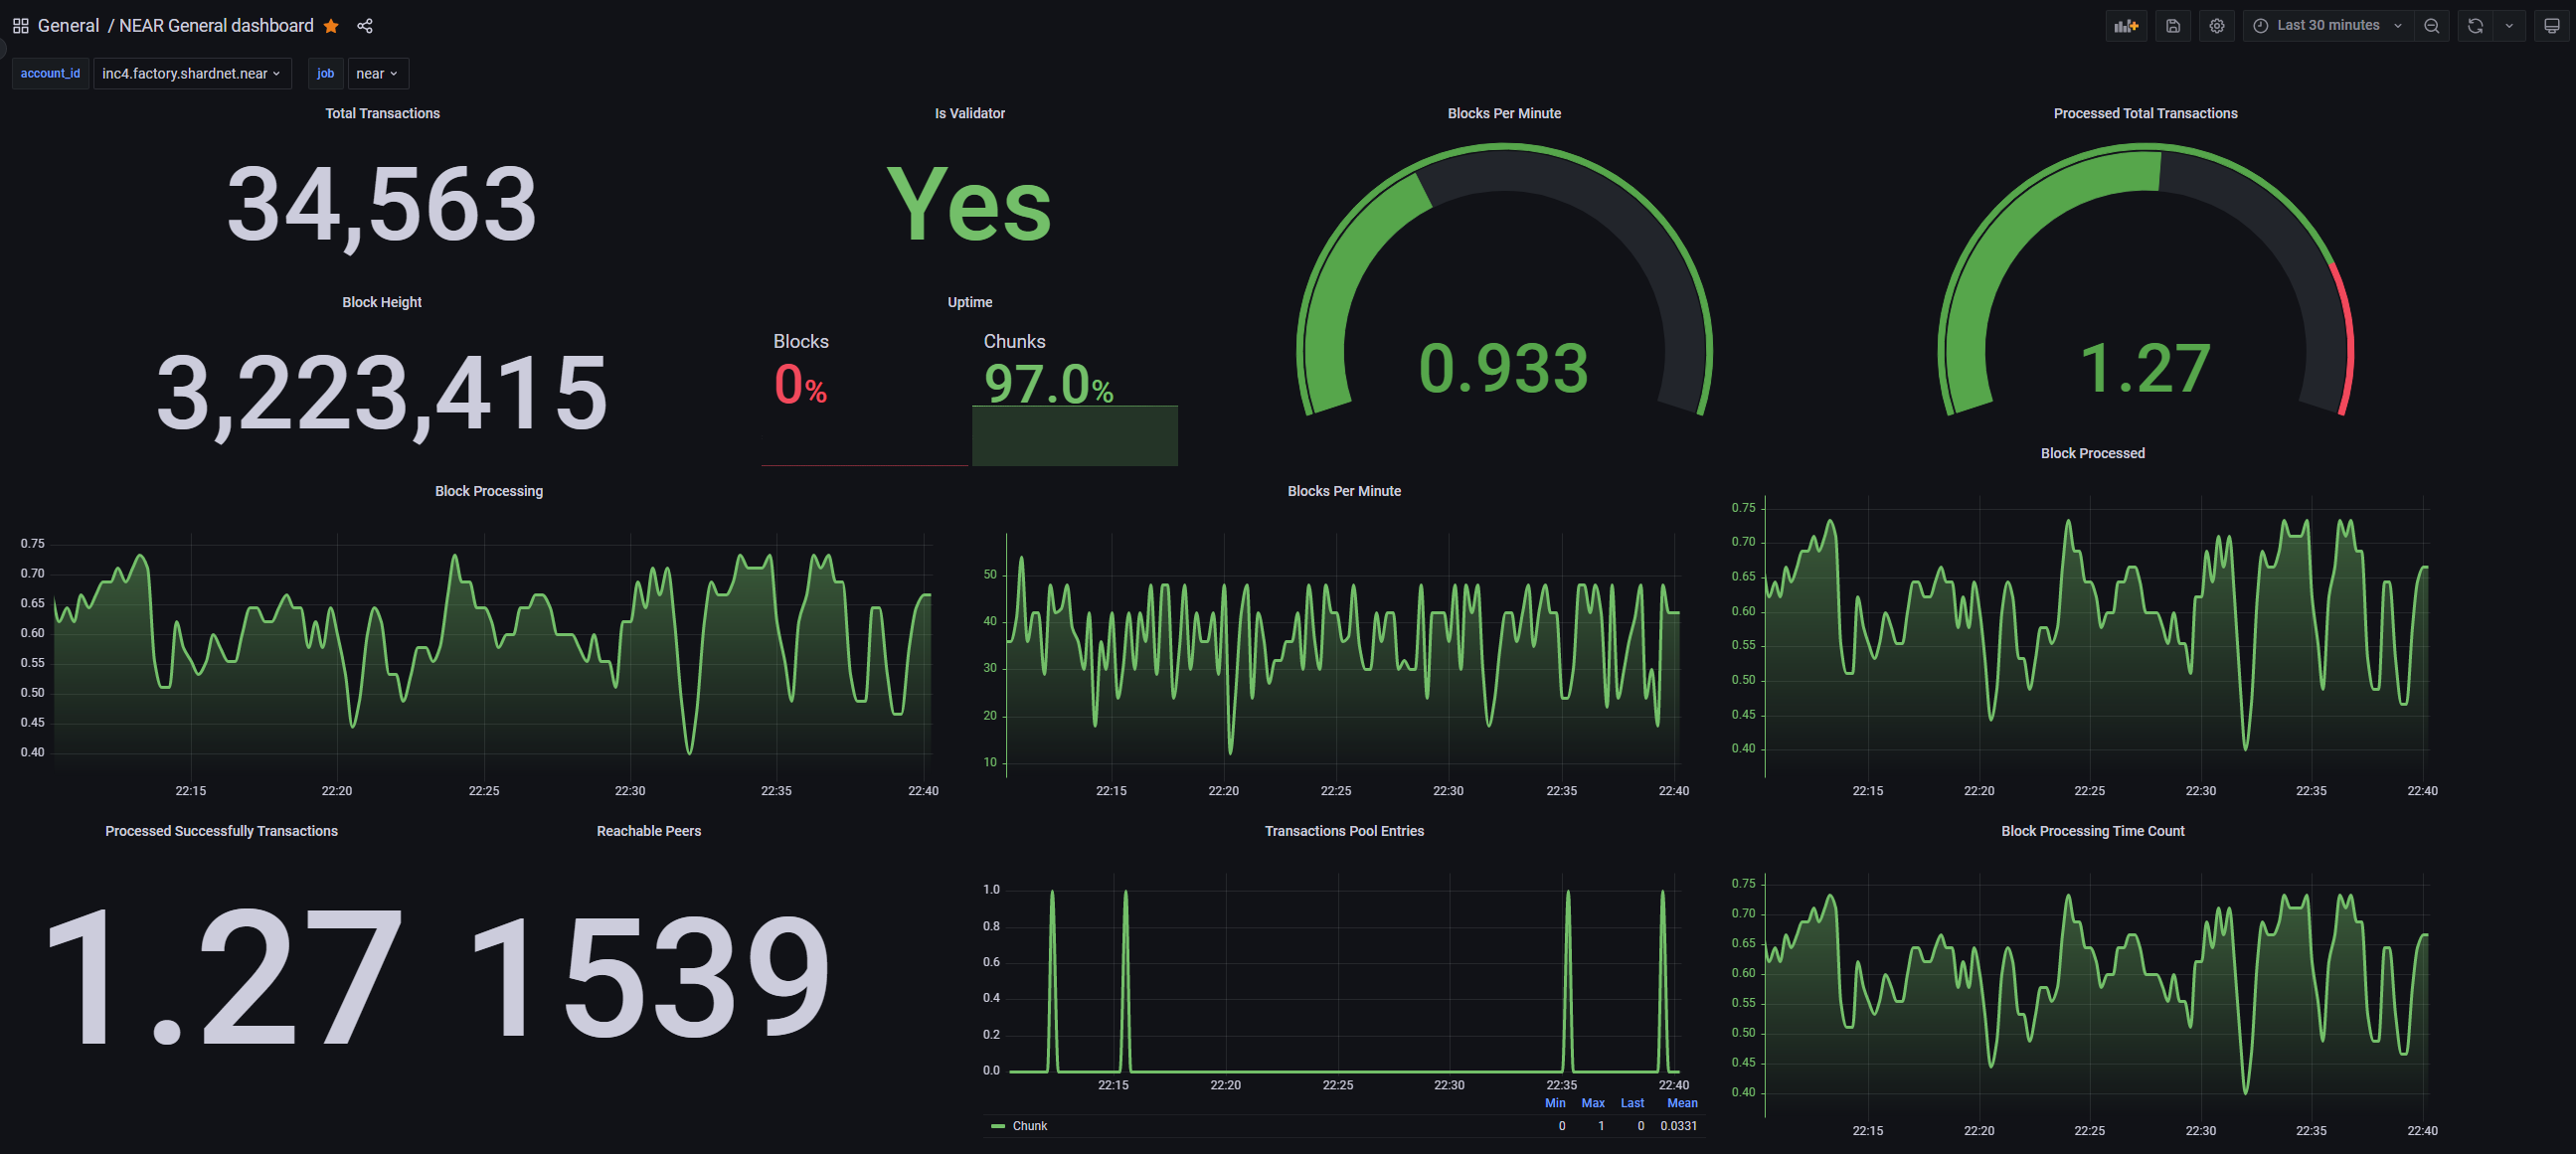 General / NEAR General dashboard
Last 30 minutes
account_id inc4.factory.shardnet.near job near
Total Transactions
34,563
Is Validator
Yes
Blocks Per Minute
0.933
Processed Total Transactions
1.27
Block Height
3,223,415
Uptime
Blocks
0%
Chunks
97.0%
Block Processing
0.75
0.70
0.65
0.60
0.55
0.50
0.45
0.40
22:15 22:20 22:25 22:30 22:35 22:40
Blocks Per Minute
50
40
30
20
10
22:15 22:20 22:25 22:30 22:35 22:40
Block Processed
0.75
0.70
0.65
0.60
0.55
0.50
0.45
0.40
22:15 22:20 22:25 22:30 22:35 22:40
Processed Successfully Transactions
1.27
Reachable Peers
1539
Transactions Pool Entries
1.0
0.8
0.6
0.4
0.2
0.0
22:15 22:20 22:25 22:30 22:35 22:40
Min Max Last Mean
Chunk 0 1 0 0.0331
Block Processing Time Count
0.75
0.70
0.65
0.60
0.55
0.50
0.45
0.40
22:15 22:20 22:25 22:30 22:35 22:40